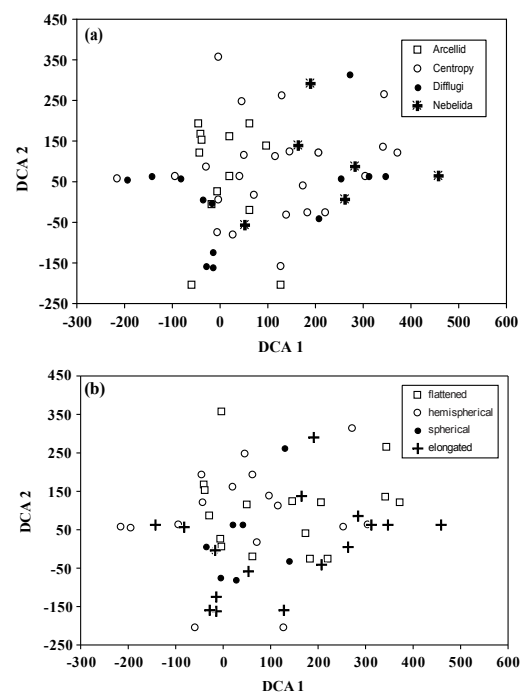 450
(a)
Arcellid
350
Centropy
Difflugi
250
Nebelida
DCA 2
150
50
-50
-150
-250
-300 -200 -100 0 100 200 300 400 500 600
DCA 1
450
(b)
flattened
350
hemispherical
spherical
250
elongated
DCA 2
150
50
-50
-150
-250
-300 -200 -100 0 100 200 300 400 500 600
DCA 1